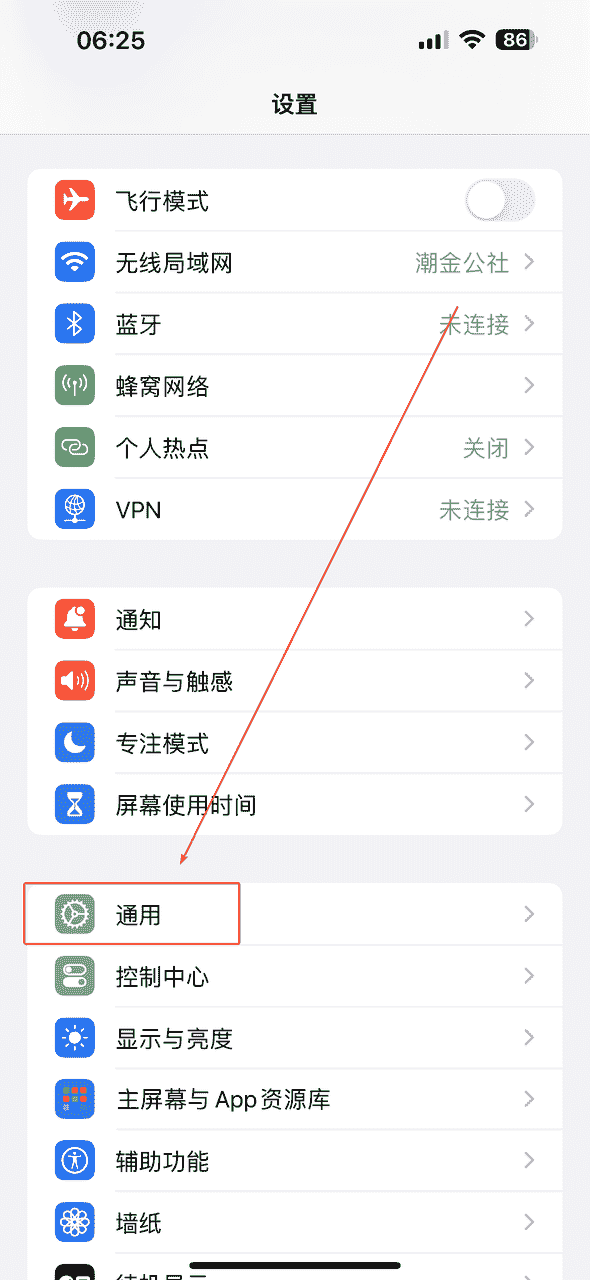 06:25
86
设置
飞行模式
无线局域网 潮金公社
蓝牙 未连接
蜂窝网络
个人热点 关闭
VPN 未连接
通知
声音与触感
专注模式
屏幕使用时间
通用
控制中心
显示与亮度
主屏幕与 App 资源库
辅助功能
墙纸